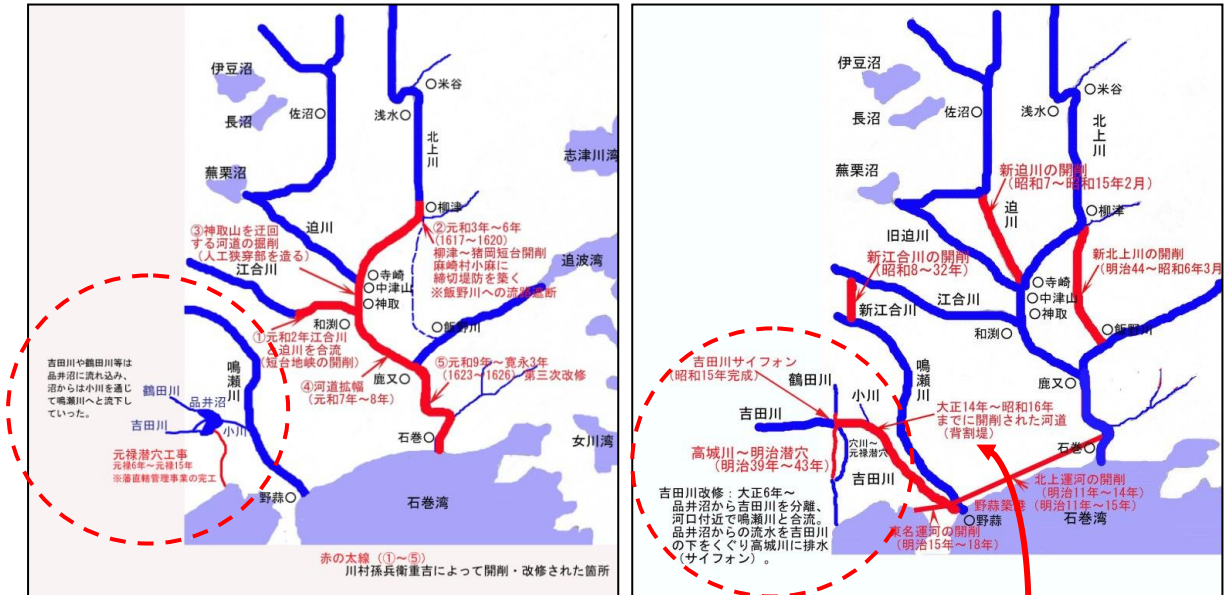 伊豆沼
長沼
佐沼
浅水
米谷
北上川
志津川湾
蕪栗沼
柳津
③神取山を迂回
する河道の掘削
(人工狭窄部を造る)
迫川
②元和3年~6年
(1617~1620)
柳津~猪岡短台開削
麻崎村小麻に
締切堤防を築く
※飯野川への流路遮断
追波湾
江合川
寺崎
中津山
神取
和渕
飯野川
①元和2年江合川
と迫川を合流
(短台地峡の開削)
吉田川や鶴田川等は
品井沼に流れ込み、
沼からは小川を通じ
て鳴瀬川へと流下し
ていった。
鳴瀬川
④河道拡幅
(元和7年~8年)
鹿又
⑤元和9年~寛永3年
(1623~1626)第三次改修
鶴田川
品井沼
吉田川
小川
石巻
女川湾
元禄潜穴工事
元禄6年~元禄15年
※藩直轄管理事業の完工
野蒜
石巻湾
赤の太線(①~⑤)
川村孫兵衛重吉によって開削・改修された箇所
伊豆沼
長沼
佐沼
浅水
米谷
北上川
志津川湾
蕪栗沼
新迫川の開削
(昭和7~昭和15年2月)
迫川
柳津
旧迫川
新北上川の開削
(明治44~昭和6年3月
新江合川の開削
(昭和8~32年)
追波湾
江合川
寺崎
中津山
神取
新江合川
和渕
飯野川
吉田川サイフォン
(昭和15年完成)
鶴田川
鳴瀬川
鹿又
小川
大正14年~昭和16年
までに開削された河道
(背割堤)
吉田川
穴川~
元禄潜穴
石巻
女川湾
高城川~明治潜穴
(明治39年~43年)
吉田川
北上運河の開削
(明治11年~14年)
吉田川改修:大正6年~
品井沼から吉田川を分離、
河口付近で鳴瀬川と合流。
品井沼からの流水を吉田川
の下をくぐり高城川に排水
(サイフォン)。
野蒜築港(明治11年~15年)
野蒜
石巻湾
東名運河の開削
(明治15年~18年)